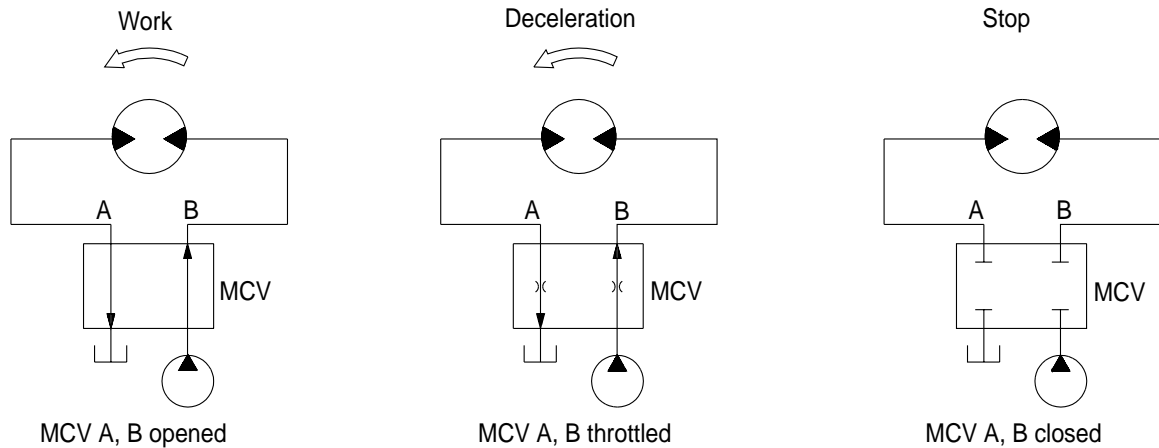 Work
Deceleration
Stop
A B
A B
A B
MCV
MCV
MCV
MCV A, B opened
MCV A, B throttled
MCV A, B closed